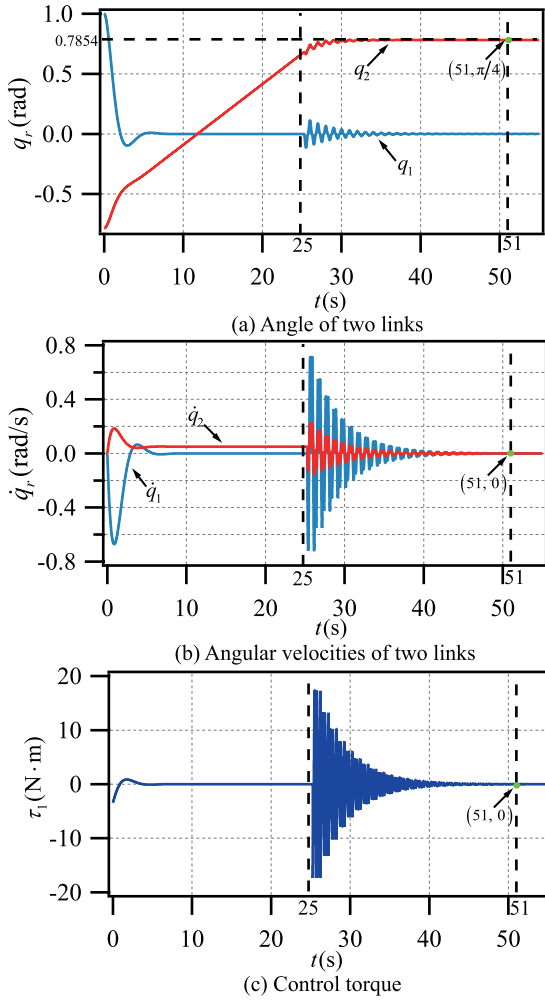 1.0
0.7854
0.5
0.0
-0.5
q_r (rad)
q_2
(51, π/4)
q_1
25
51
0 10 20 30 40 50
t(s)
(a) Angle of two links
0.8
0.4
0.0
-0.4
-0.8
q̇_r (rad/s)
q̇_2
q̇_1
(51, 0)
25
51
0 10 20 30 40 50
t(s)
(b) Angular velocities of two links
20
10
0
-10
-20
τ_1 (N·m)
(51, 0)
25
51
0 10 20 30 40 50
t(s)
(c) Control torque